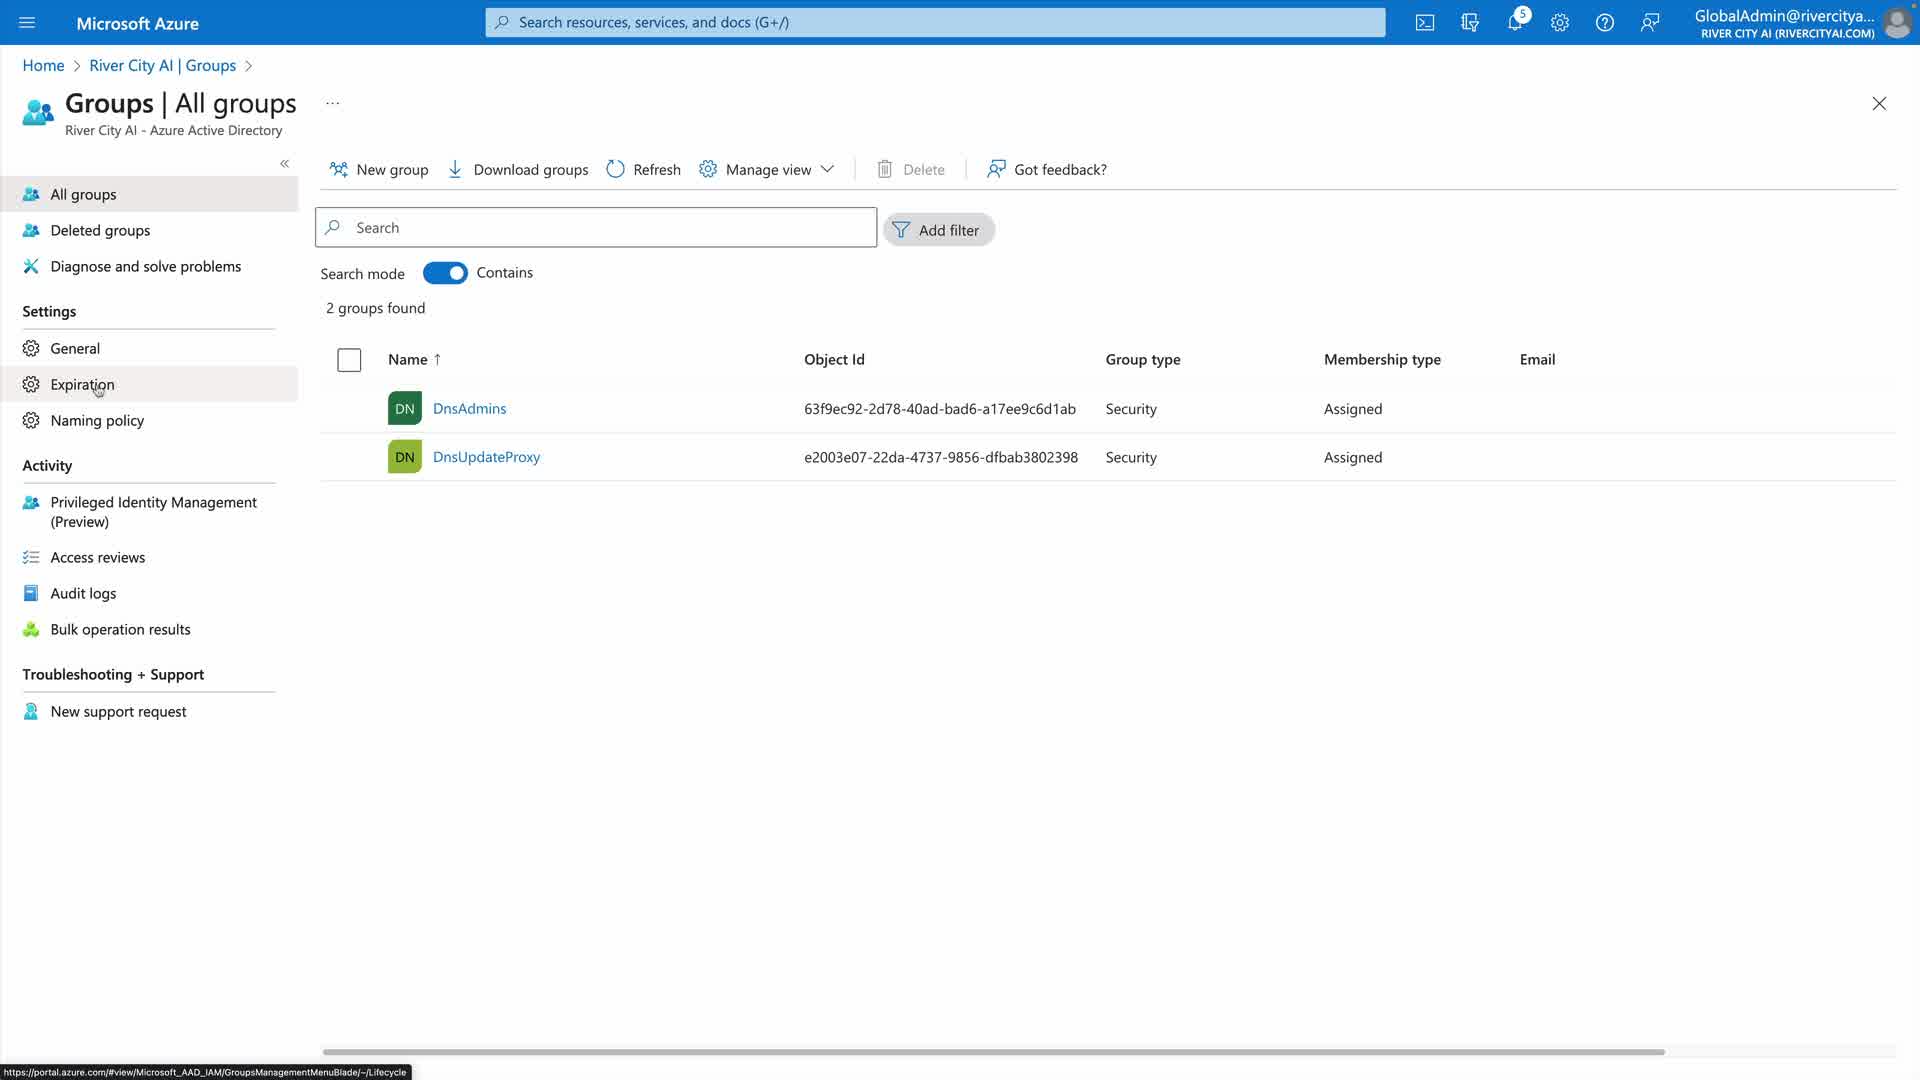 Microsoft Azure
Search resources, services, and docs (G+/)
5
GlobalAdmin@rivercitya...
RIVER CITY AI (RIVERCITYAI.COM)
Home > River City AI | Groups >
Groups | All groups ...
River City AI - Azure Active Directory
«
New group
Download groups
Refresh
Manage view
Delete
Got feedback?
All groups
Deleted groups
Diagnose and solve problems
Settings
General
Expiration
Naming policy
Activity
Privileged Identity Management
(Preview)
Access reviews
Audit logs
Bulk operation results
Troubleshooting + Support
New support request
Search
Add filter
Search mode Contains
2 groups found
Name ↑ Object Id Group type Membership type Email
DN DnsAdmins 63f9ec92-2d78-40ad-bad6-a17ee9c6d1ab Security Assigned
DN DnsUpdateProxy e2003e07-22da-4737-9856-dfbab3802398 Security Assigned
https://portal.azure.com/#view/Microsoft_AAD_IAM/GroupsManagementMenuBlade/~/Lifecycle